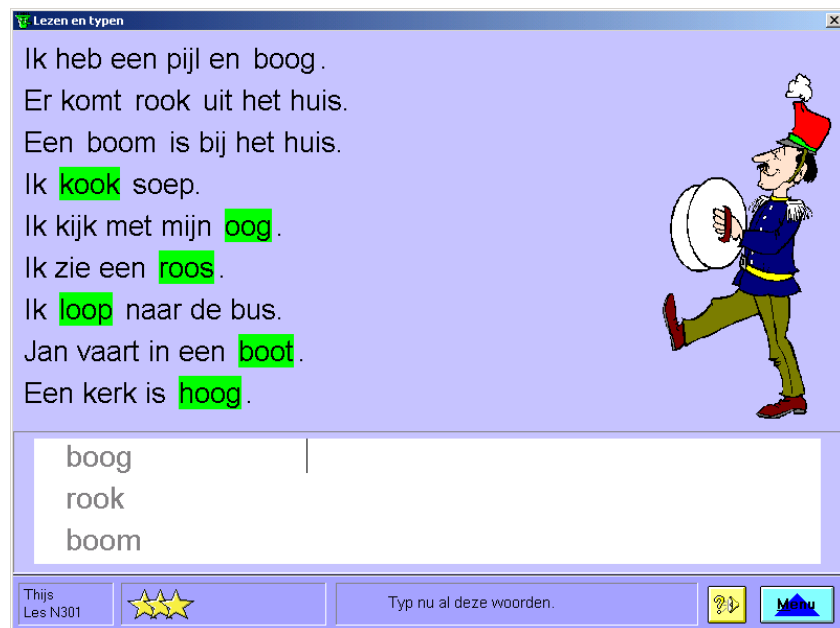 Lezen en typen
Ik heb een pijl en boog.
Er komt rook uit het huis.
Een boom is bij het huis.
Ik kook soep.
Ik kijk met mijn oog.
Ik zie een roos.
Ik loop naar de bus.
Jan vaart in een boot.
Een kerk is hoog.
boog
rook
boom
Thijs
Les N301
Typ nu al deze woorden.
?
Menu